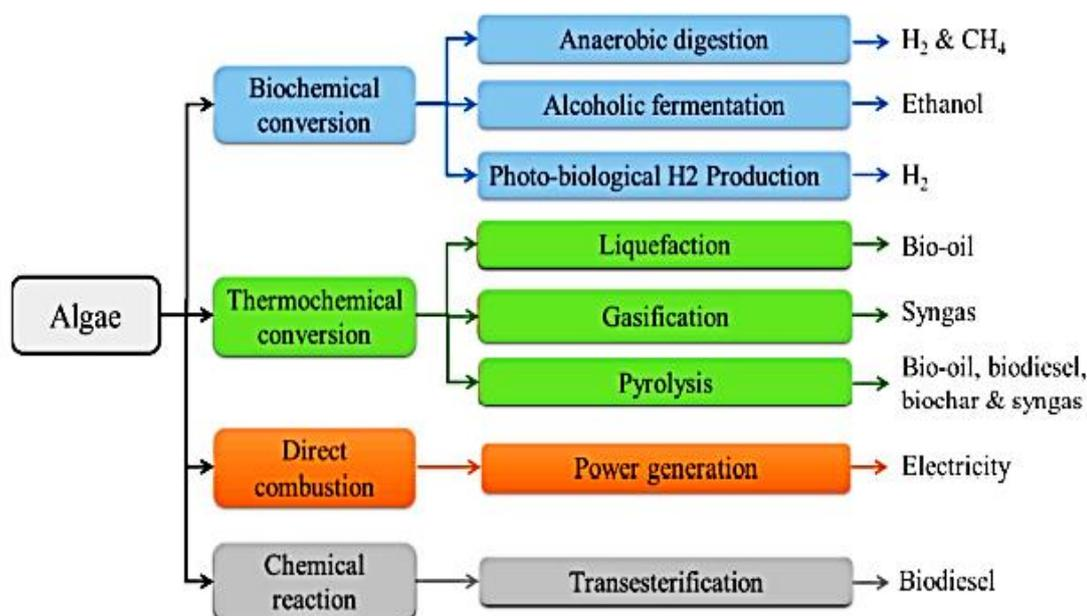 Algae
Biochemical
conversion
Anaerobic digestion
H₂ & CH₄
Alcoholic fermentation
Ethanol
Photo-biological H2 Production
H₂
Thermochemical
conversion
Liquefaction
Bio-oil
Gasification
Syngas
Pyrolysis
Bio-oil, biodiesel,
biochar & syngas
Direct
combustion
Power generation
Electricity
Chemical
reaction
Transesterification
Biodiesel